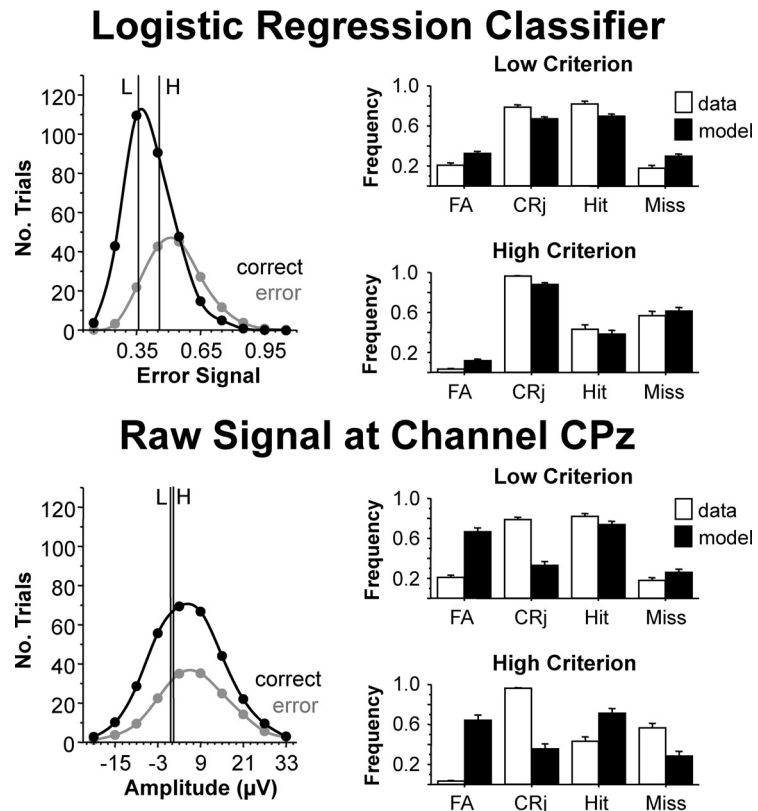 Logistic Regression Classifier
No. Trials
120
100
80
60
40
20
0
L H
correct
error
0.35 0.65 0.95
Error Signal
Low Criterion
Frequency
1.0
0.6
0.2
data
model
FA CRj Hit Miss
High Criterion
Frequency
1.0
0.6
0.2
FA CRj Hit Miss
Raw Signal at Channel CPz
No. Trials
120
100
80
60
40
20
0
L H
correct
error
-15 -3 9 21 33
Amplitude (µV)
Low Criterion
Frequency
1.0
0.6
0.2
data
model
FA CRj Hit Miss
High Criterion
Frequency
1.0
0.6
0.2
FA CRj Hit Miss